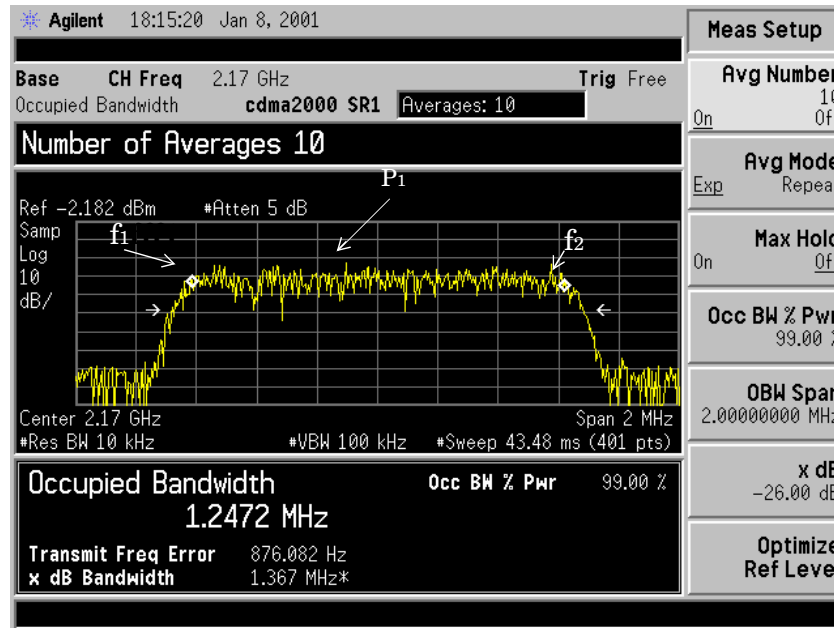 Agilent 18:15:20 Jan 8, 2001
Base CH Freq 2.17 GHz Trig Free
Occupied Bandwidth cdma2000 SR1 Averages: 10
Number of Averages 10
P1
Ref -2.182 dBm #Atten 5 dB
Samp
Log
10
dB/
f1
f2
Center 2.17 GHz Span 2 MHz
#Res BW 10 kHz #VBW 100 kHz #Sweep 43.48 ms (401 pts)
Occupied Bandwidth Occ BW % Pwr 99.00 %
1.2472 MHz
Transmit Freq Error 876.082 Hz
x dB Bandwidth 1.367 MHz*
Meas Setup
Avg Number
10
On Of
Avg Mode
Exp Repea
Max Hold
On Of
Occ BW % Pwr
99.00 %
OBW Span
2.00000000 MHz
x dB
-26.00 dB
Optimize
Ref Leve